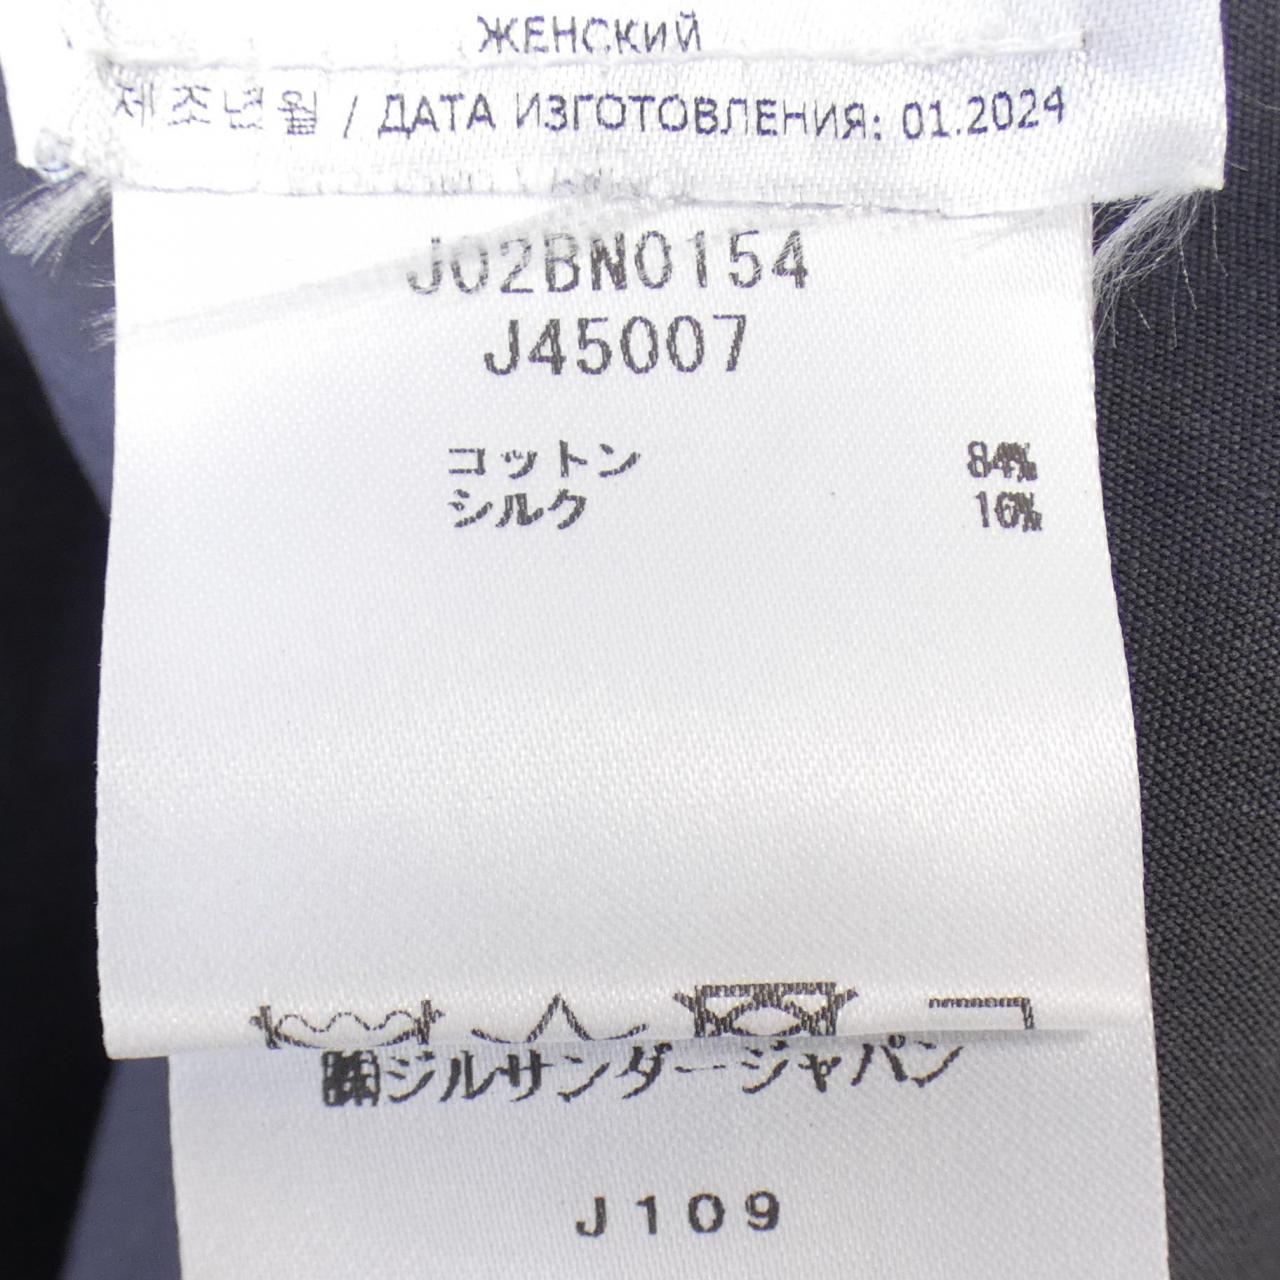 ЖЕНСКИЙ
제조년월 / ДАТА ИЗГОТОВЛЕНИЯ: 01.2024
J02BN0154
J45007
コットン 84%
シルク 16%
㈱ジルサンダージャパン
J109